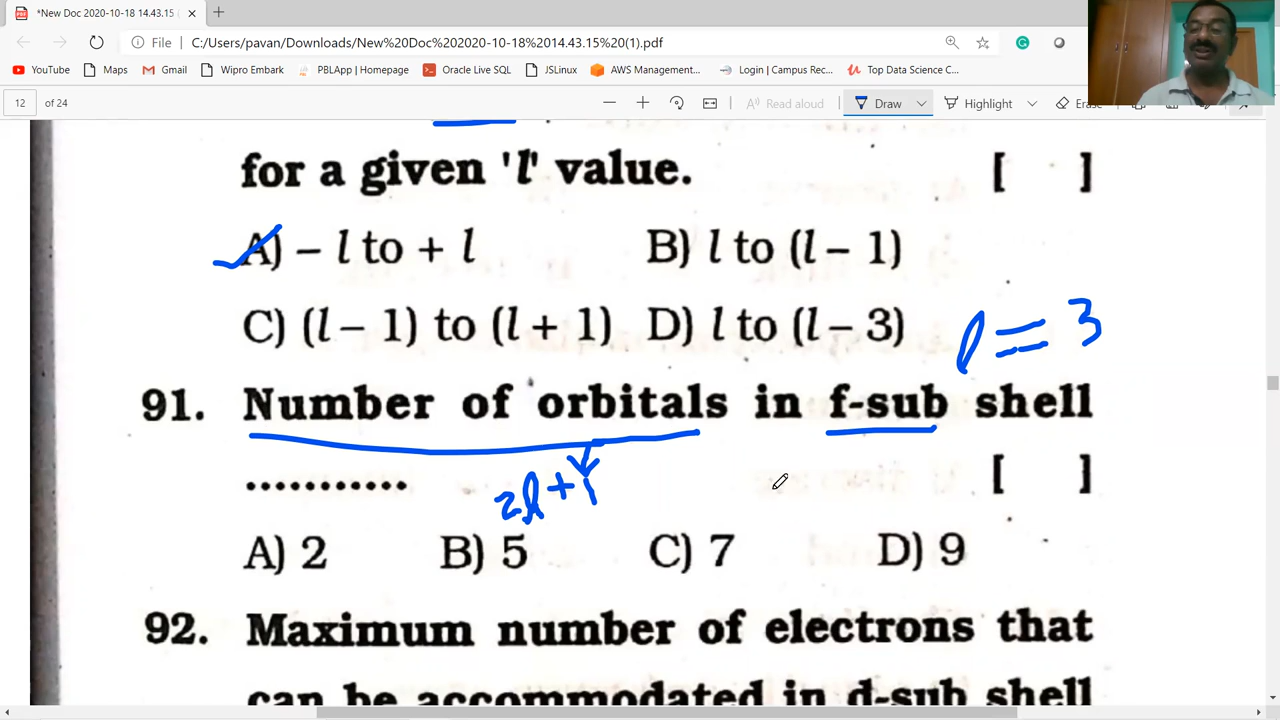 *New Doc 2020-10-18 14.43.15 (
File C:/Users/pavan/Downloads/New%20Doc%202020-10-18%2014.43.15%20(1).pdf
YouTube Maps Gmail Wipro Embark PBLApp | Homepage Oracle Live SQL JSLinux AWS Management... Login | Campus Rec... Top Data Science C...
12 of 24 Read aloud Draw Highlight Erase
for a given 'l' value. [ ]
A) – l to + l B) l to (l – 1)
C) (l – 1) to (l + 1) D) l to (l – 3)
l = 3
91. Number of orbitals in f-sub shell
........... [ ]
2l+1
A) 2 B) 5 C) 7 D) 9
92. Maximum number of electrons that
can be accommodated in d-sub shell